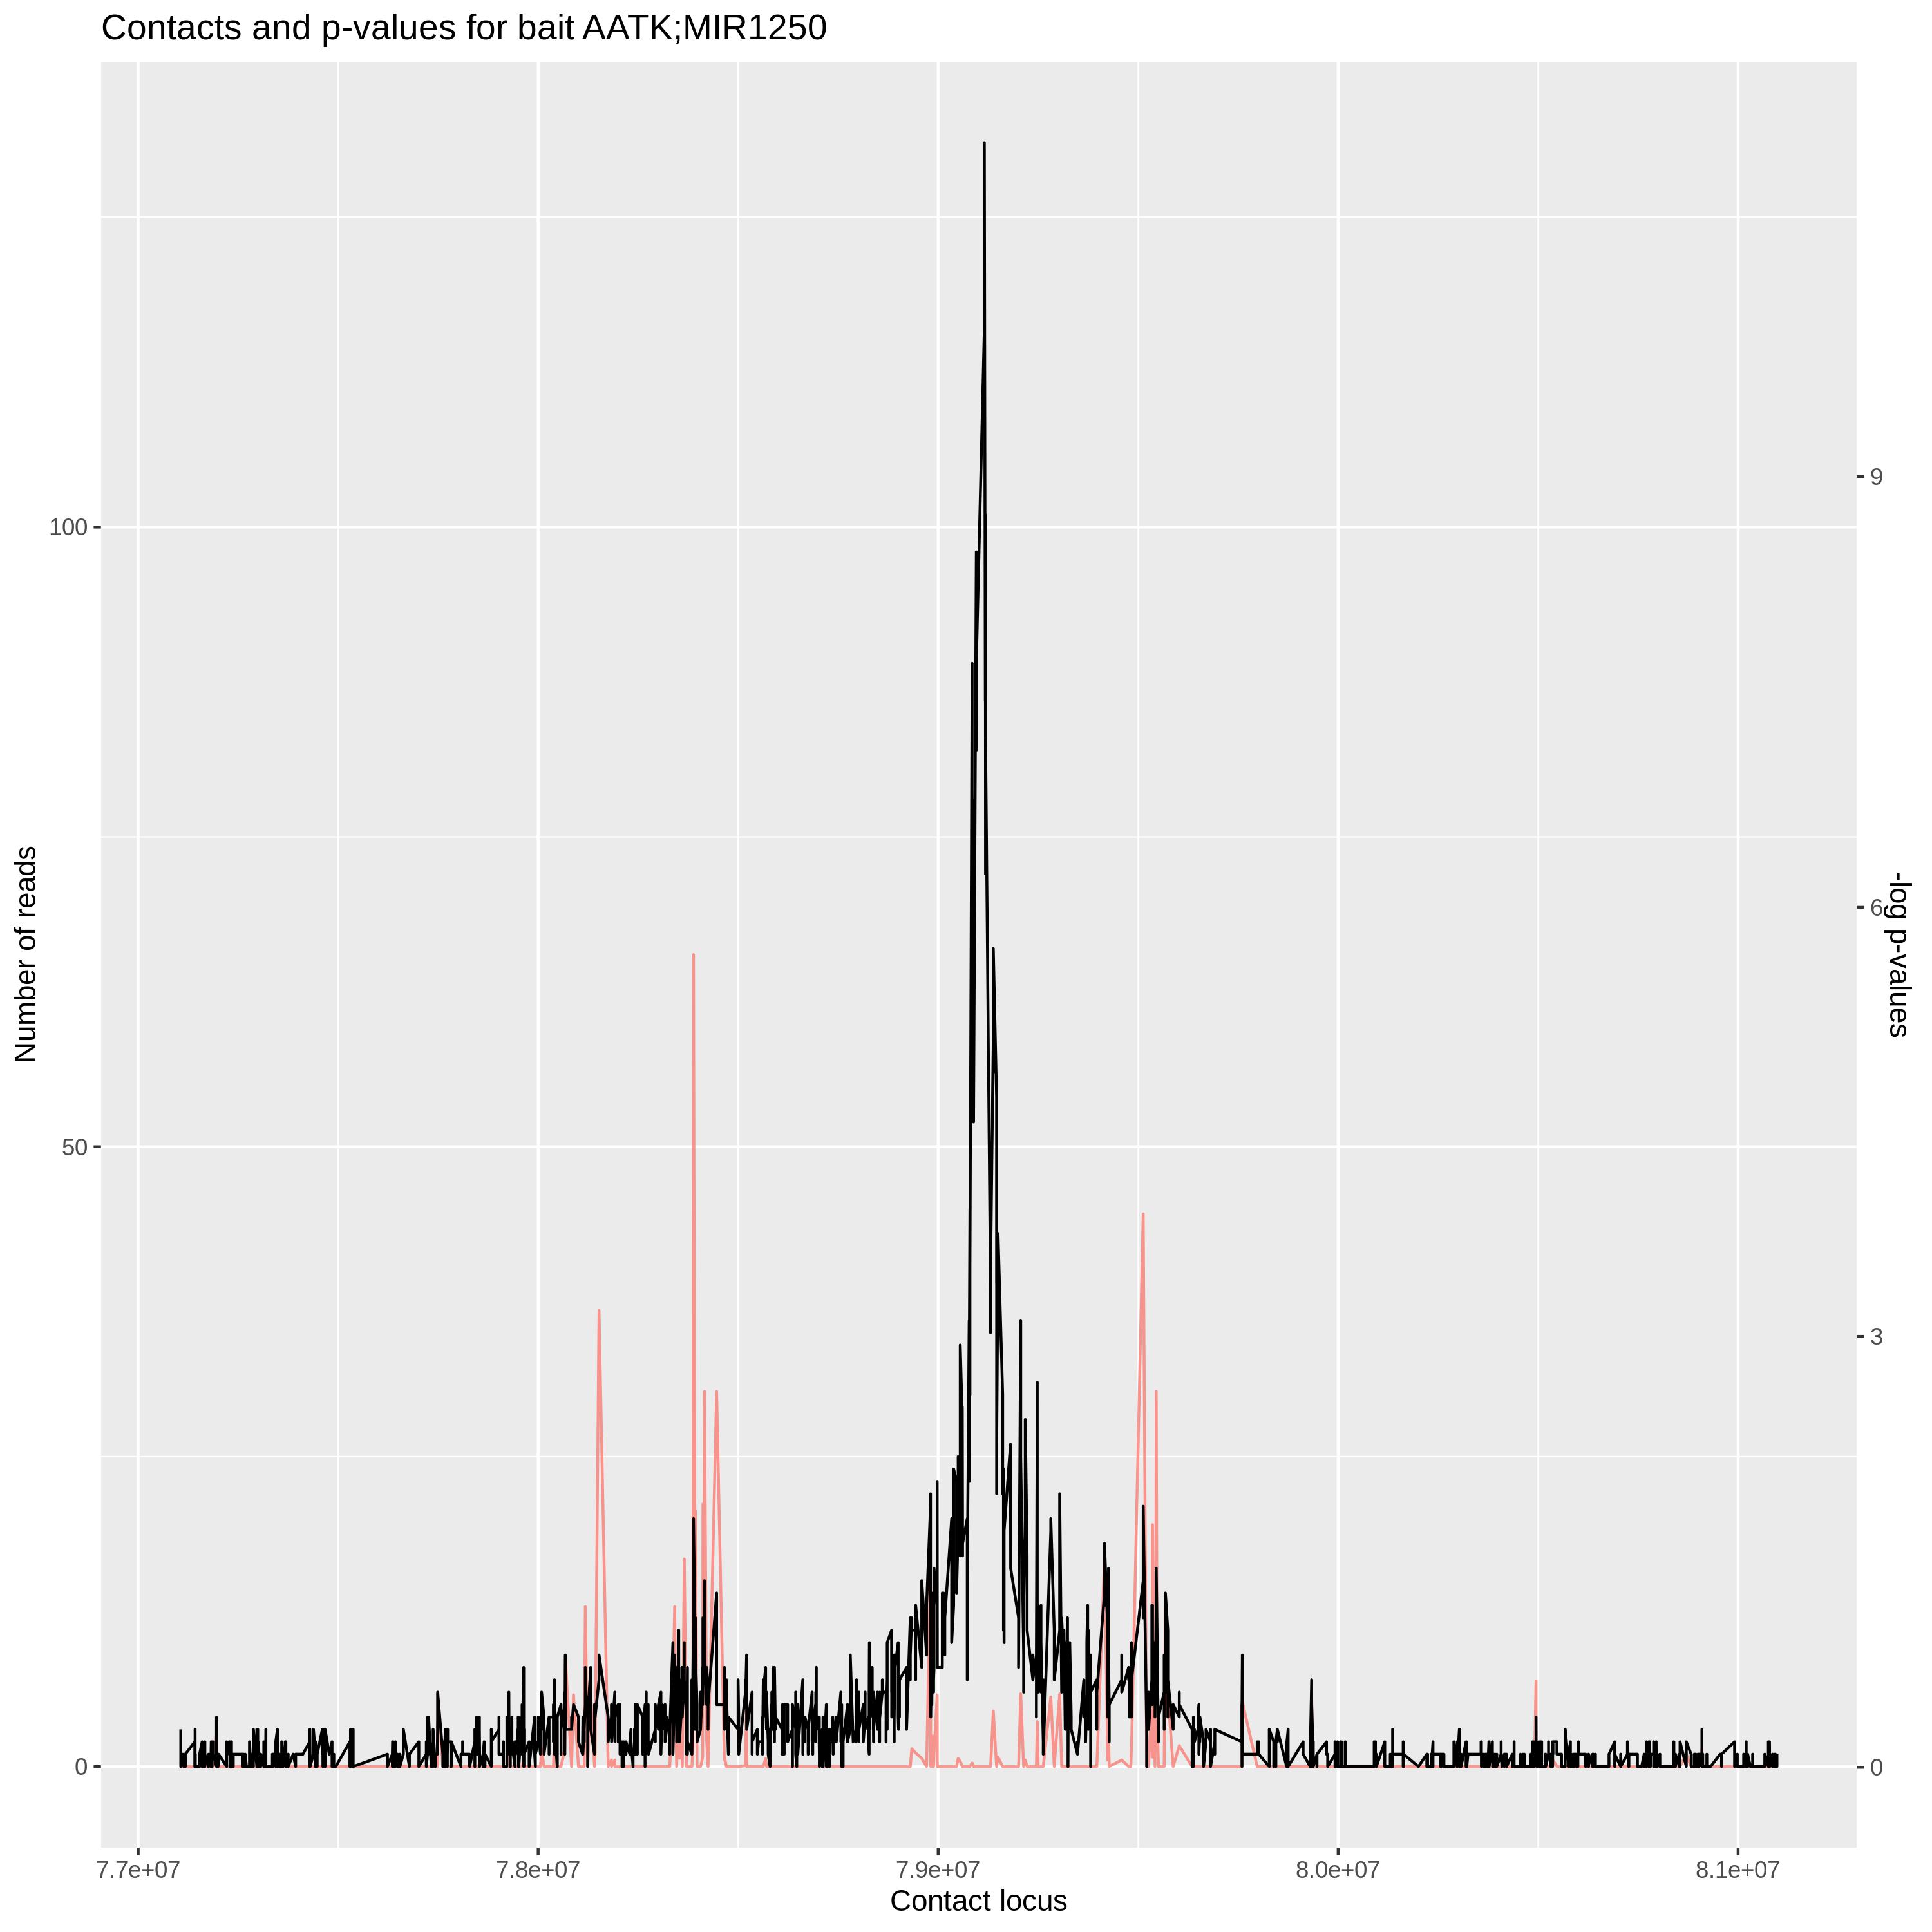 Contacts and p-values for bait AATK;MIR1250
100
50
0
Number of reads
9
6
3
0
-log p-values
7.7e+07 7.8e+07 7.9e+07 8.0e+07 8.1e+07
Contact locus